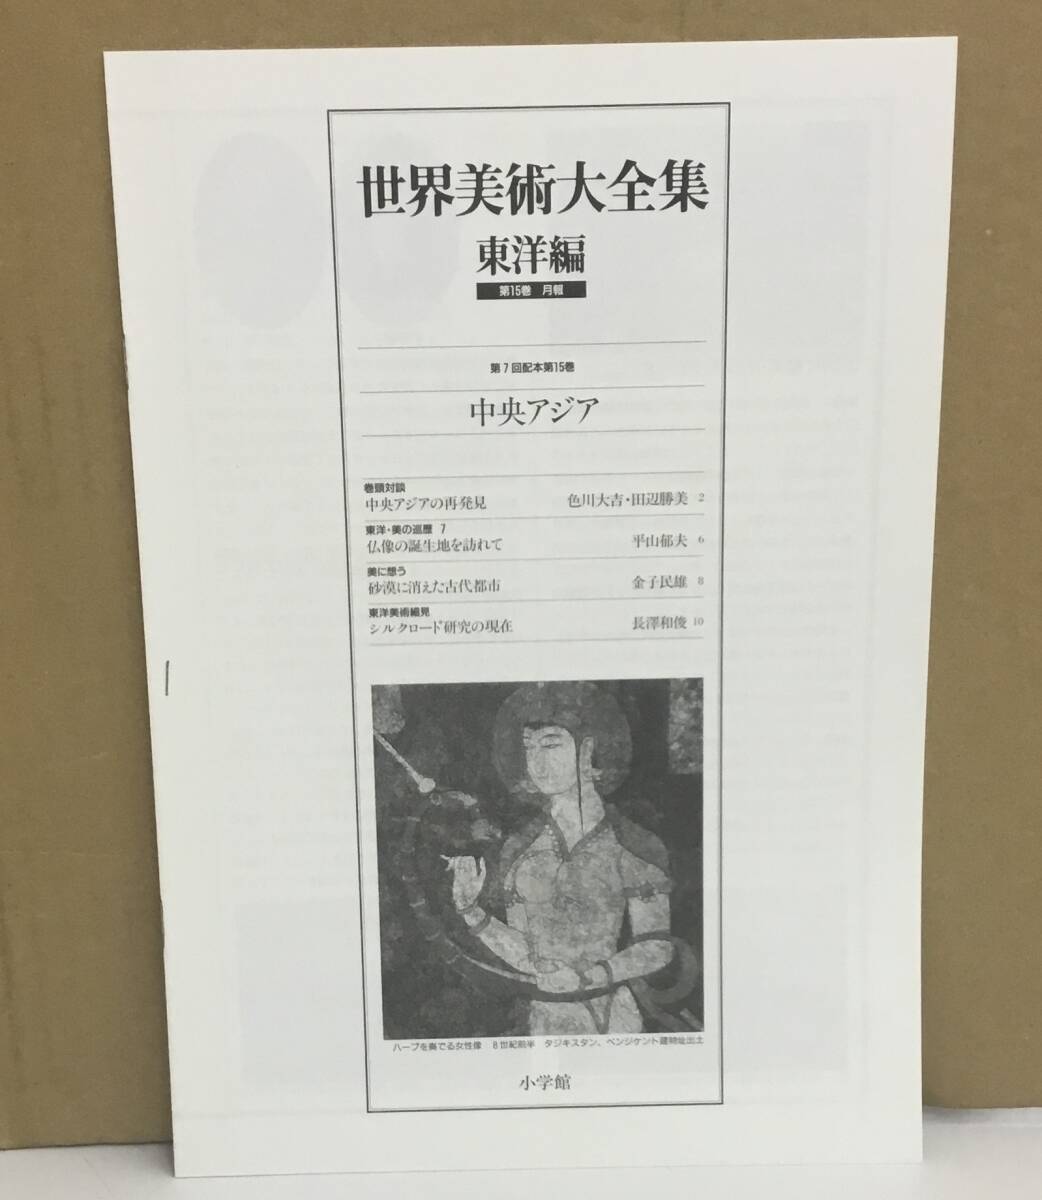 世界美術大全集
東洋編
第15巻 月報
第7回配本第15巻
中央アジア
巻頭対談
中央アジアの再発見 色川大吉・田辺勝美 2
東洋・美の巡歴 7
仏像の誕生地を訪れて 平山郁夫 6
美に想う
砂漠に消えた古代都市 金子民雄 8
東洋美術細見
シルクロード研究の現在 長澤和俊 10
ハープを奏でる女性像 8世紀前半 タジキスタン、ペンジケント建物址出土
小学館